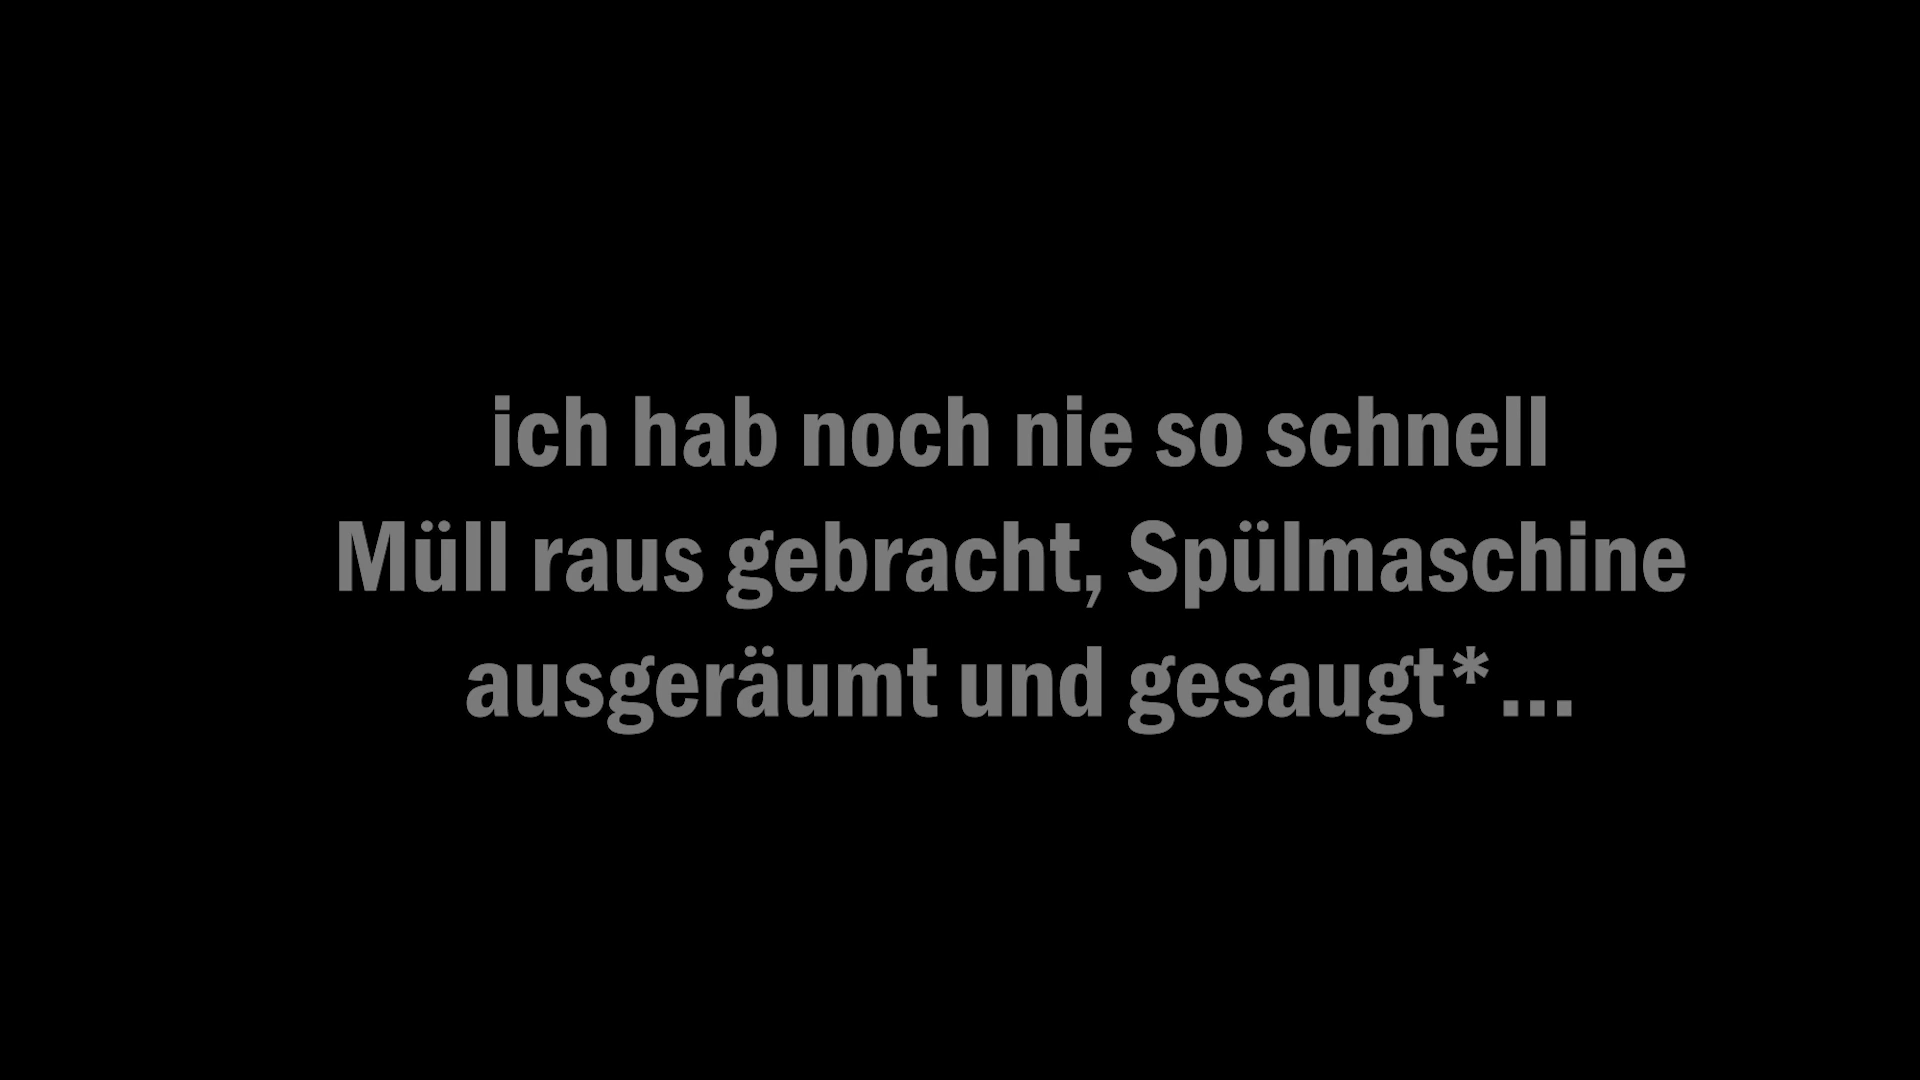 ich hab noch nie so schnell
Müll raus gebracht, Spülmaschine
ausgeräumt und gesaugt*...